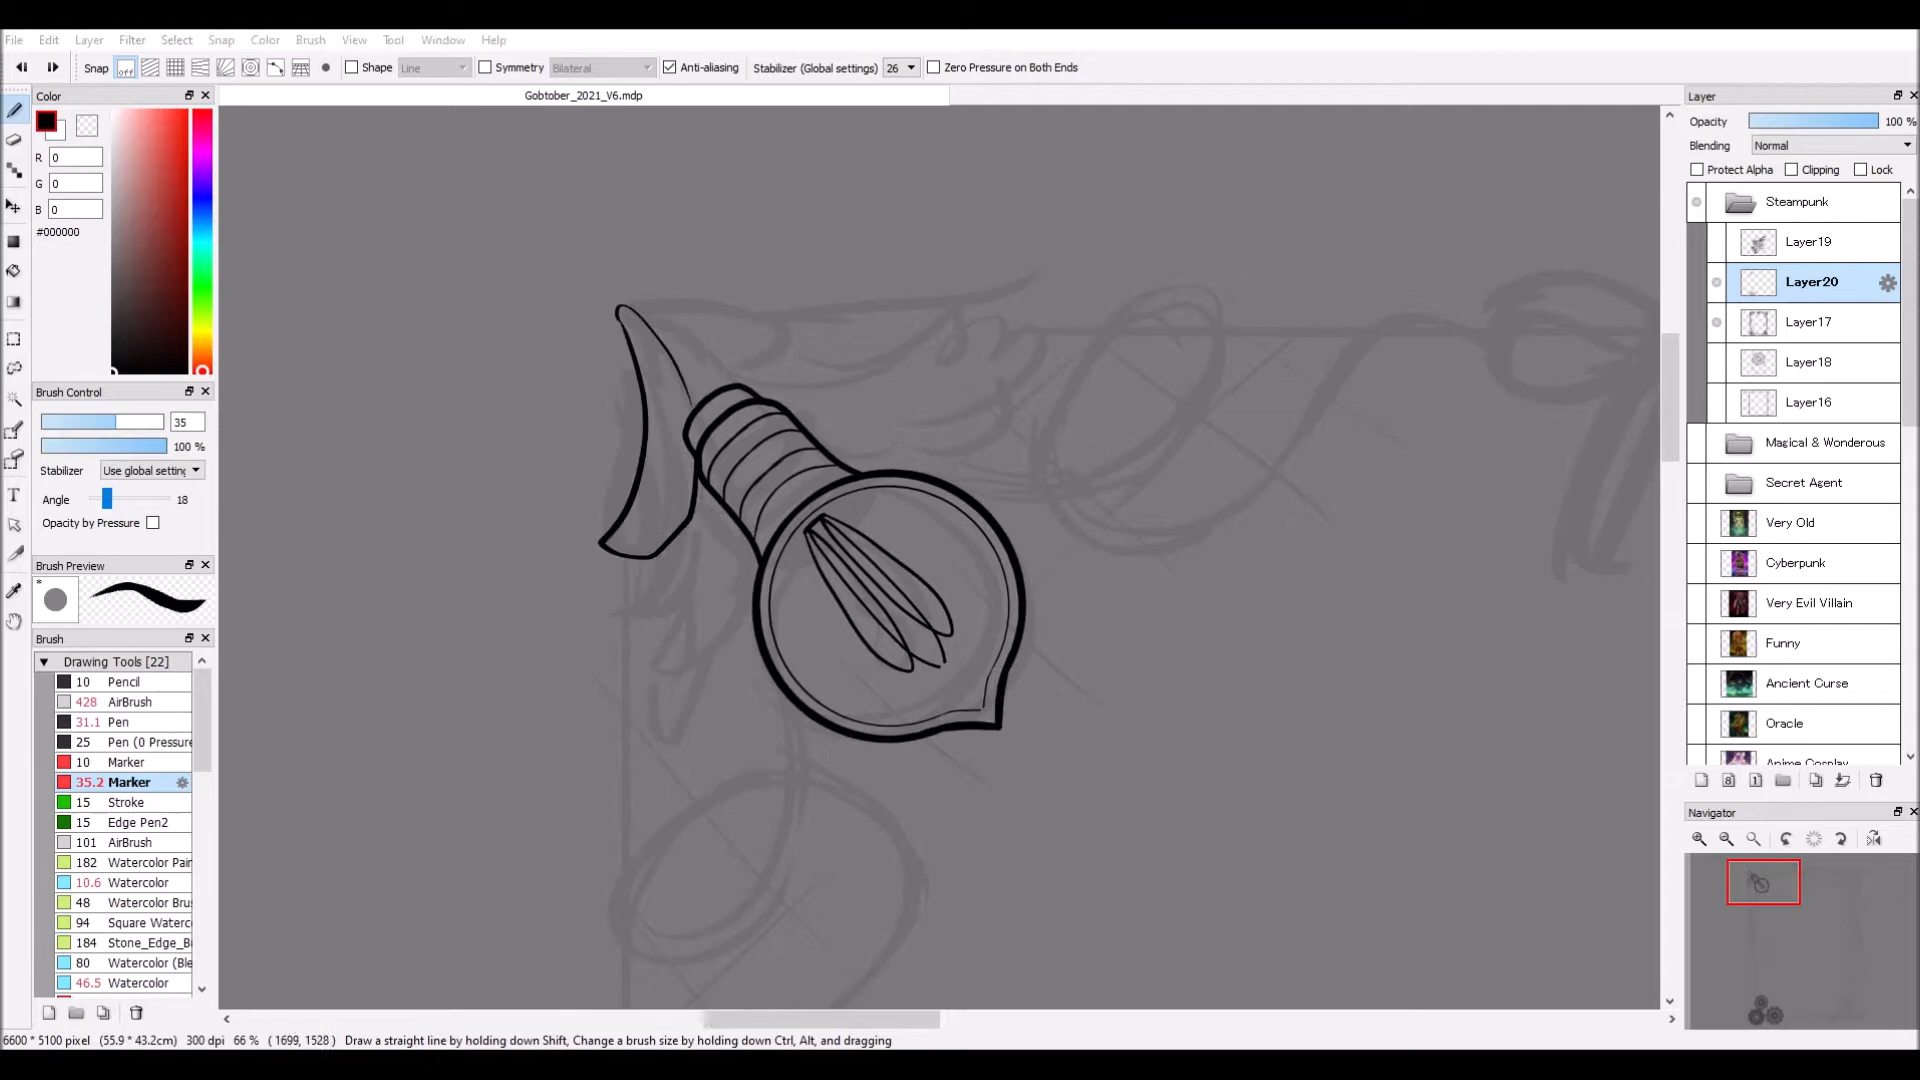 File Edit Layer Filter Select Snap Color Brush View Tool Window Help
Snap off Shape Line Symmetry Bilateral Anti-aliasing Stabilizer (Global settings) 26 Zero Pressure on Both Ends
Color
Gobtober_2021_V6.mdp
R 0
G 0
B 0
#000000
Brush Control
35
100 %
Stabilizer Use global setting
Angle 18
Opacity by Pressure
Brush Preview
*
Brush
Drawing Tools [22]
10 Pencil
428 AirBrush
31.1 Pen
25 Pen (0 Pressure
10 Marker
35.2 Marker
15 Stroke
15 Edge Pen2
101 AirBrush
182 Watercolor Pain
10.6 Watercolor
48 Watercolor Brus
94 Square Waterco
184 Stone_Edge_B
80 Watercolor (Ble
46.5 Watercolor
Layer
Opacity 100 %
Blending Normal
Protect Alpha Clipping Lock
Steampunk
Layer19
Layer20
Layer17
Layer18
Layer16
Magical & Wonderous
Secret Agent
Very Old
Cyberpunk
Very Evil Villain
Funny
Ancient Curse
Oracle
Anime Cosplay
8 1
Navigator
6600 * 5100 pixel (55.9 * 43.2cm) 300 dpi 66 % ( 1699, 1528 ) Draw a straight line by holding down Shift, Change a brush size by holding down Ctrl, Alt, and dragging